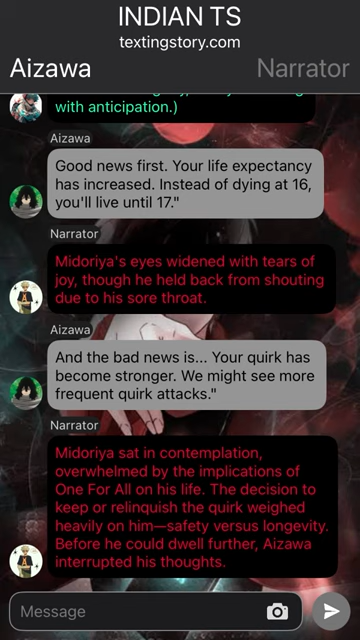 INDIAN TS
textingstory.com
Aizawa
Narrator
with anticipation.)
Aizawa
Good news first. Your life expectancy
has increased. Instead of dying at 16,
you'll live until 17."
Narrator
Midoriya's eyes widened with tears of
joy, though he held back from shouting
due to his sore throat.
Aizawa
And the bad news is... Your quirk has
become stronger. We might see more
frequent quirk attacks."
Narrator
Midoriya sat in contemplation,
overwhelmed by the implications of
One For All on his life. The decision to
keep or relinquish the quirk weighed
heavily on him—safety versus longevity.
Before he could dwell further, Aizawa
interrupted his thoughts.
Message